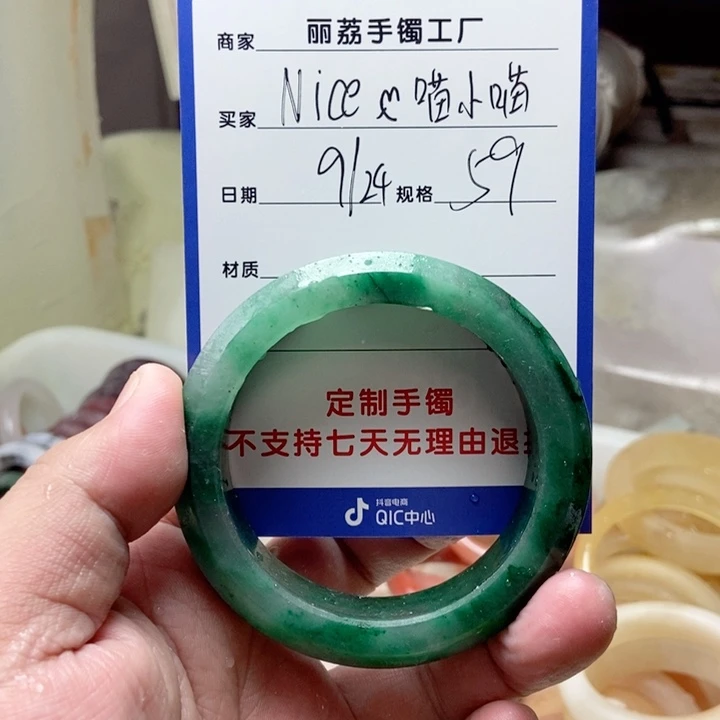 商家 丽荔手镯工厂
买家 Nice 喵小喵
日期 9/24 规格 59
材质
定制手镯
不支持七天无理由退
抖音电商
QIC中心